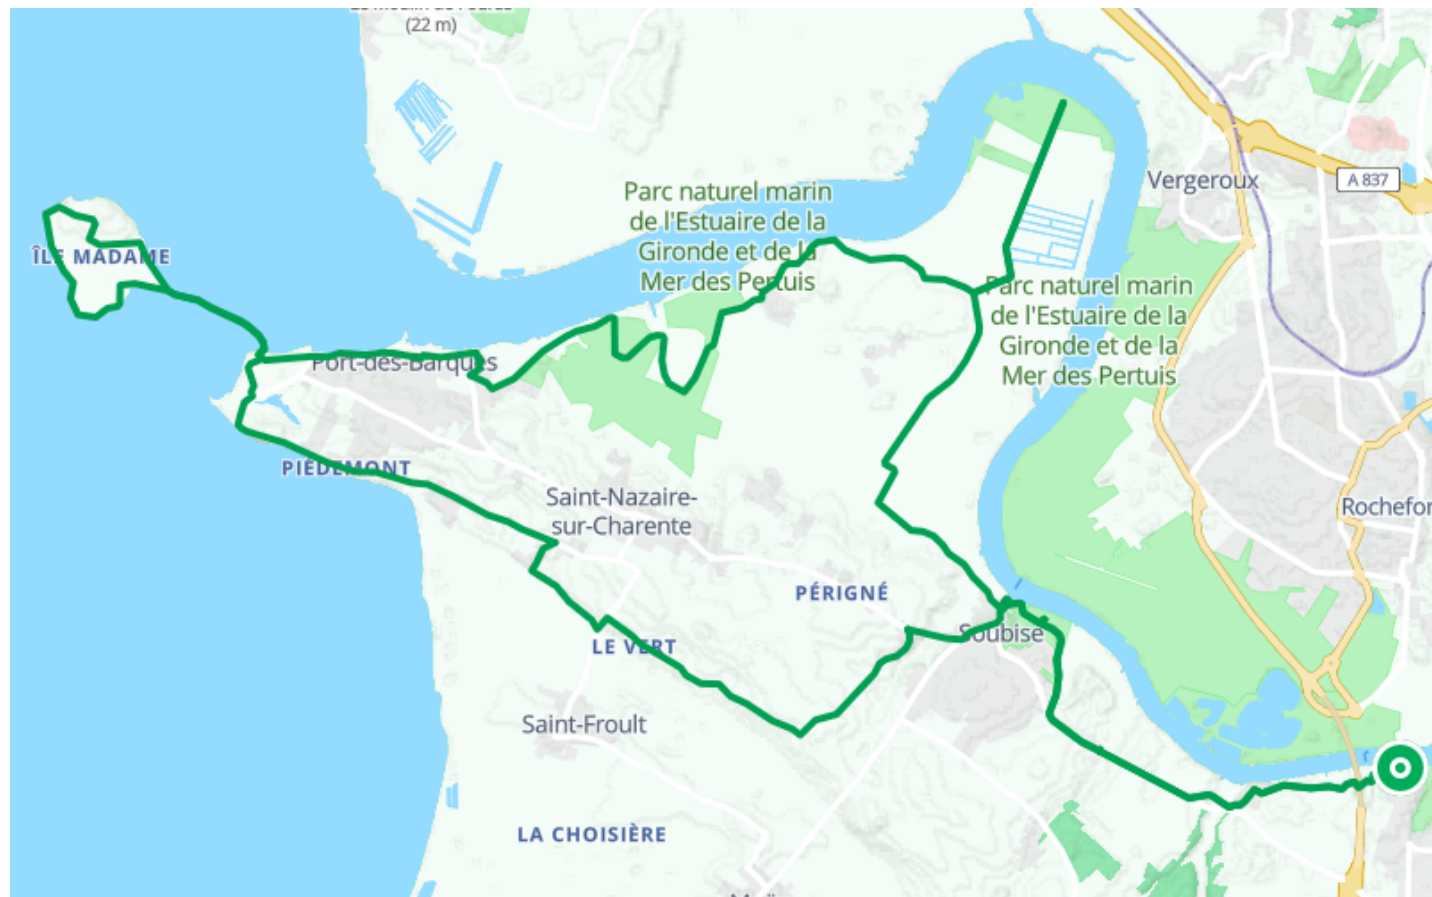 (22 m)
Parc naturel marin
de l'Estuaire de la
Gironde et de la
Mer des Pertuis
Vergeroux
A 837
ÎLE MADAME
Parc naturel marin
de l'Estuaire de la
Gironde et de la
Mer des Pertuis
Port-des-Barques
PIÉDEMONT
Saint-Nazaire-
sur-Charente
Rochefor
PÉRIGNÉ
Soubise
LE VERT
Saint-Froult
LA CHOISIÈRE